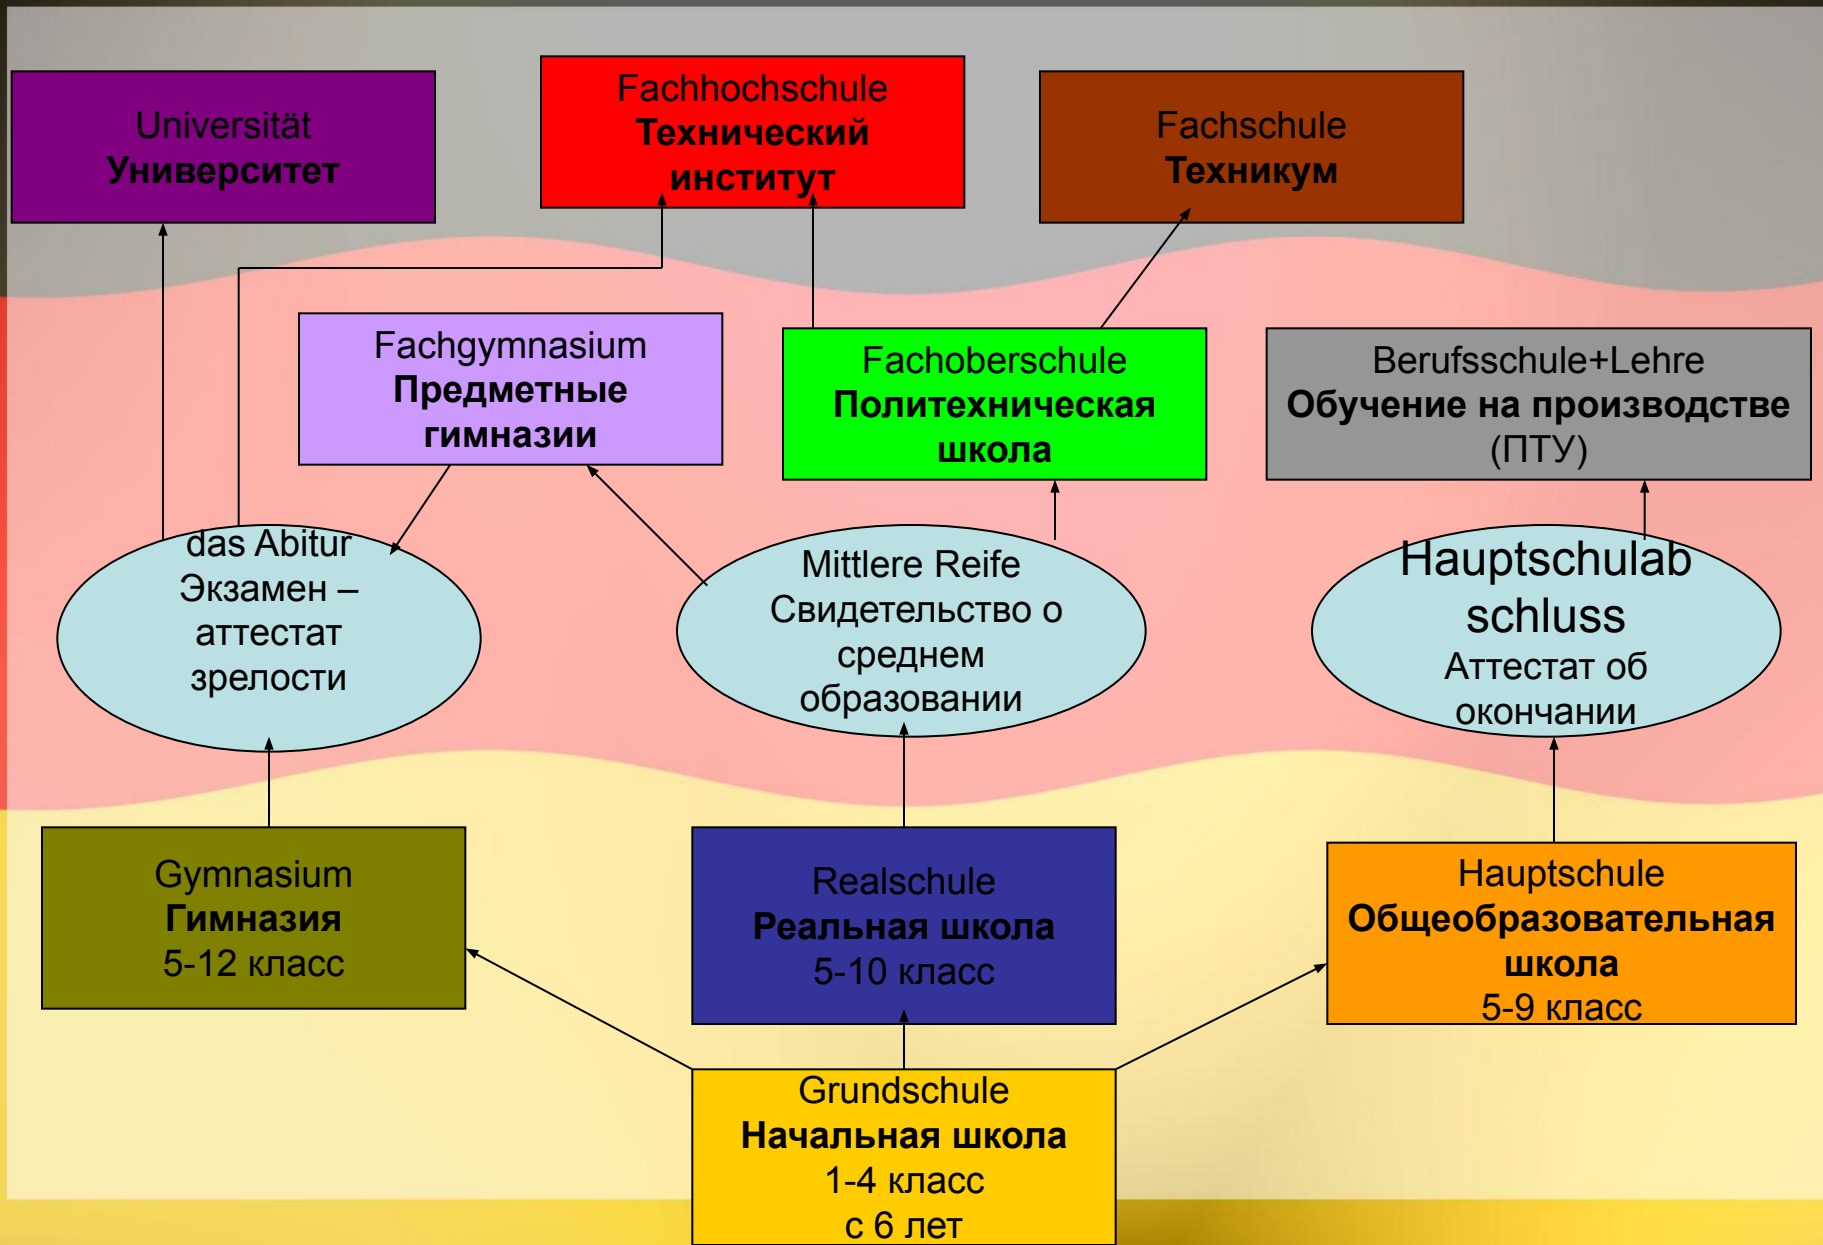 Universität
Университет
Fachhochschule
Технический
институт
Fachschule
Техникум
Fachgymnasium
Предметные
гимназии
Fachoberschule
Политехническая
школа
Berufsschule+Lehre
Обучение на производстве
(ПТУ)
das Abitur
Экзамен –
аттестат
зрелости
Mittlere Reife
Свидетельство о
среднем
образовании
Hauptschulab
schluss
Аттестат об
окончании
Gymnasium
Гимназия
5-12 класс
Realschule
Реальная школа
5-10 класс
Hauptschule
Общеобразовательная
школа
5-9 класс
Grundschule
Начальная школа
1-4 класс
с 6 лет